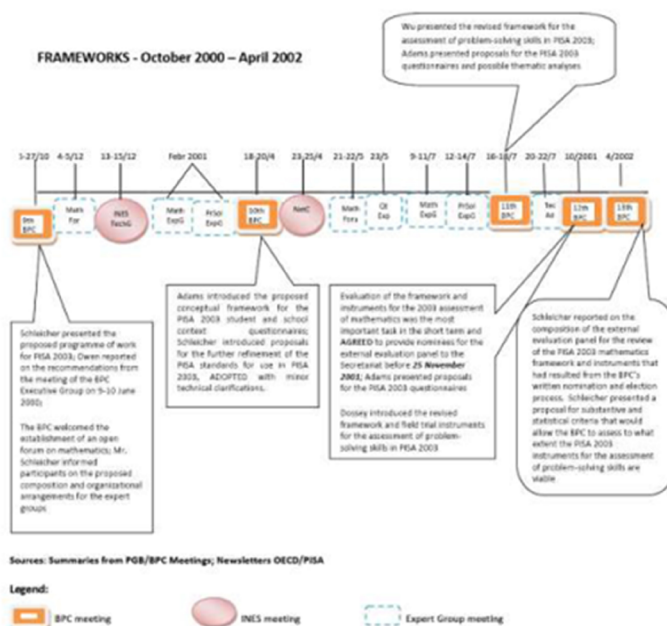 Wu presented the revised framework for the
assessment of problem-solving skills in PISA 2003;
Adams presented proposals for the PISA 2003
questionnaires and possible thematic analyses
FRAMEWORKS - October 2000 – April 2002
4-5/12 13-15/12 Febr 2001 18-20/4 23-25/4 21-22/5 23/5 9-11/7 12-14/7 20-22/7 10/2001 4/2002
9th
BPC
Math
For
INES
TechG
Math
ExpG
PrSol
ExpG
10th
BPC
NetC
Math
Foru
Qt
Exp
Math
ExpG
PrSol
ExpG
11th
BPC
Tec
Ad
12th
BPC
13th
BPC
Schleicher presented the
proposed programme of work
for PISA 2003; Owen reported
on the recommendations from
the meeting of the BPC
Executive Group on 9-10 June
2000;
The BPC welcomed the
establishment of an open
forum on mathematics; Mr.
Schleicher informed
participants on the proposed
composition and organizational
arrangements for the expert
groups
Adams introduced the proposed
conceptual framework for the
PISA 2003 student and school
context questionnaires;
Schleicher introduced proposals
for the further refinement of the
PISA standards for use in PISA
2003, ADOPTED with minor
technical clarifications.
Evaluation of the framework and
instruments for the 2003 assessment
of mathematics was the most
important task in the short term and
AGREED to provide nominees for the
external evaluation panel to the
Secretariat before 25 November
2001; Adams presented proposals
for the PISA 2003 questionnaires
Dossey introduced the revised
framework and field trial instruments
for the assessment of problem-
solving skills in PISA 2003
Schleicher reported on the
composition of the external
evaluation panel for the review
of the PISA 2003 mathematics
framework and instruments that
had resulted from the BPC's
written nomination and election
process. Schleicher presented a
proposal for substantive and
statistical criteria that would
allow the BPC to assess to what
extent the PISA 2003
instruments for the assessment
of problem-solving skills are
viable
Sources: Summaries from PGB/BPC Meetings; Newsletters OECD/PISA
Legend:
BPC meeting INES meeting Expert Group meeting